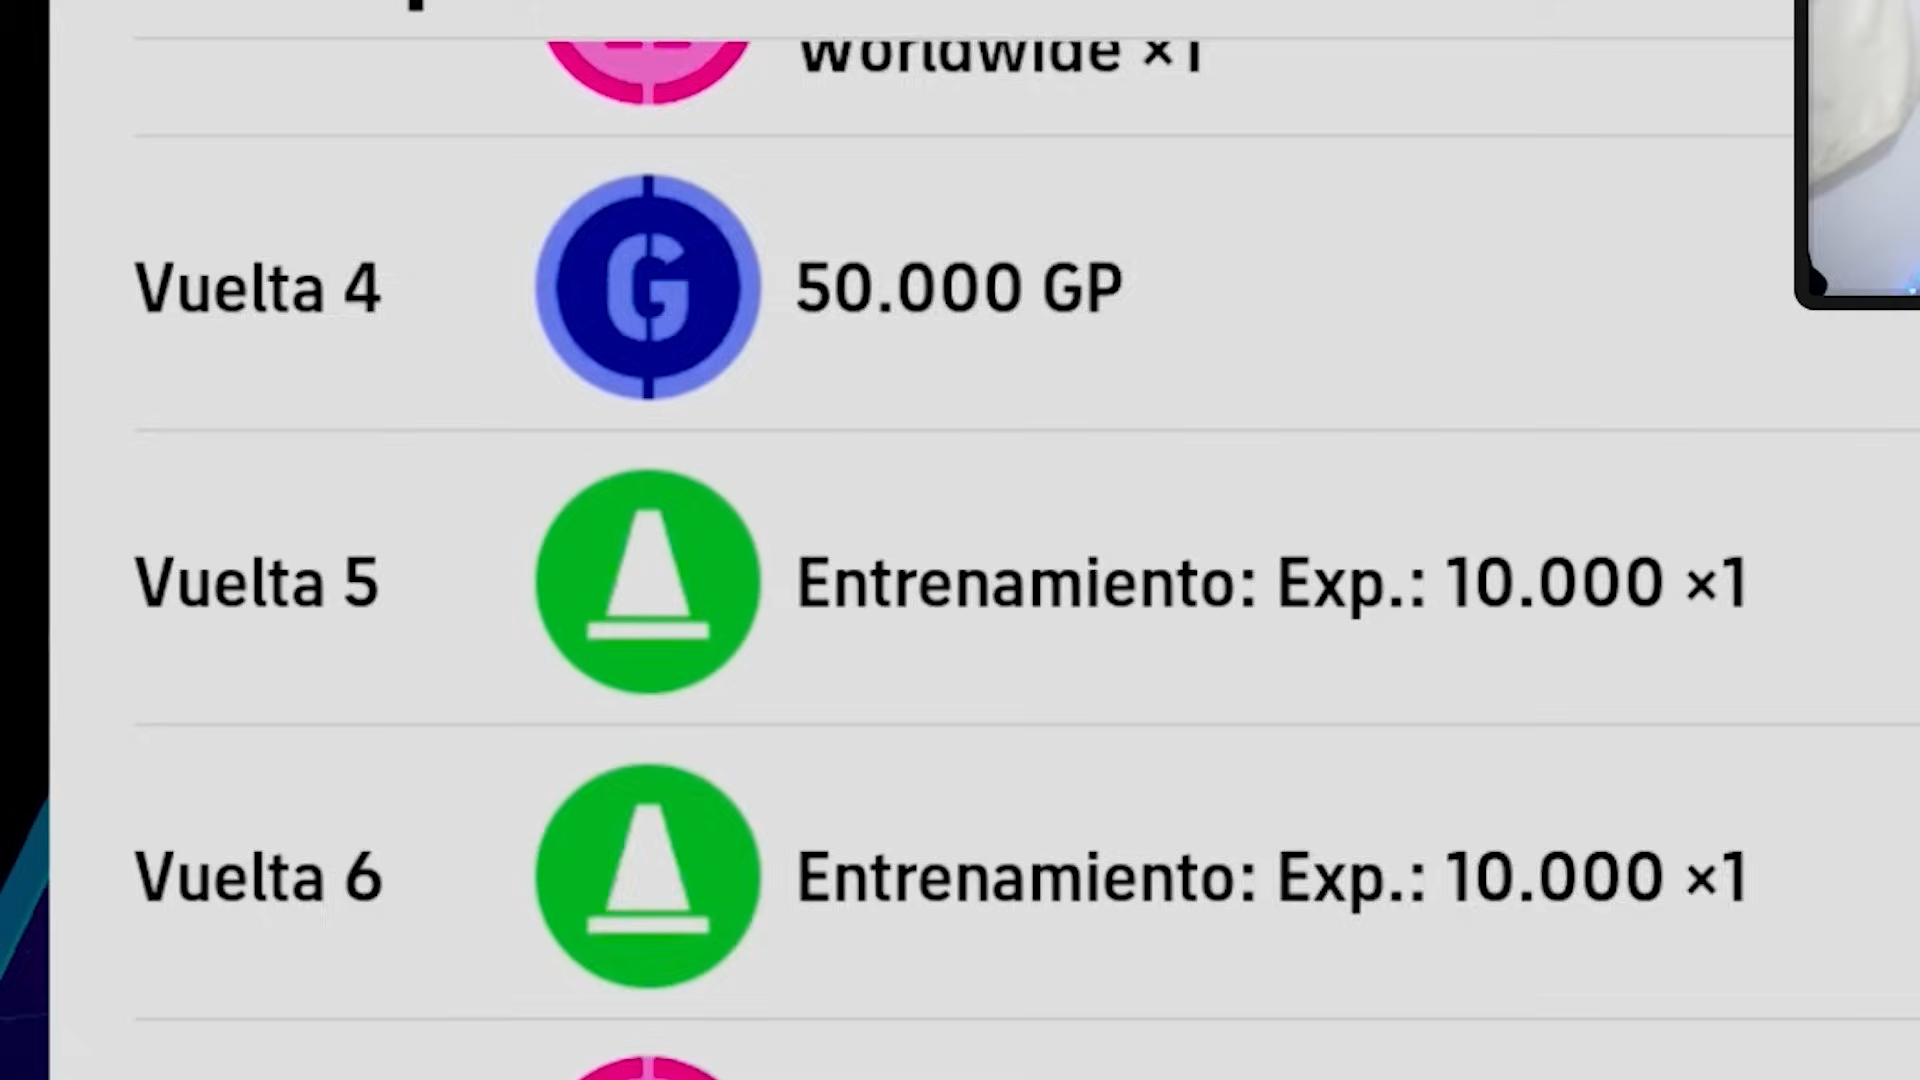 Worldwide ×1
Vuelta 4
G
50.000 GP
Vuelta 5
Entrenamiento: Exp.: 10.000 ×1
Vuelta 6
Entrenamiento: Exp.: 10.000 ×1